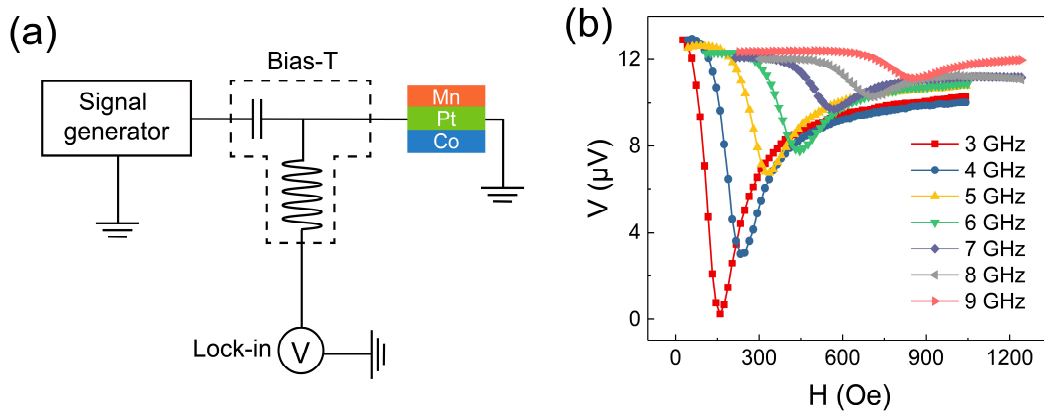 (a)
Bias-T
Signal
generator
Mn
Pt
Co
Lock-in
V
(b)
V (μV)
12
8
4
0
3 GHz
4 GHz
5 GHz
6 GHz
7 GHz
8 GHz
9 GHz
0 300 600 900 1200
H (Oe)